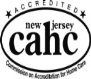 ACCREDITED
new jersey
cahc
Commission on Accreditation for Home Care